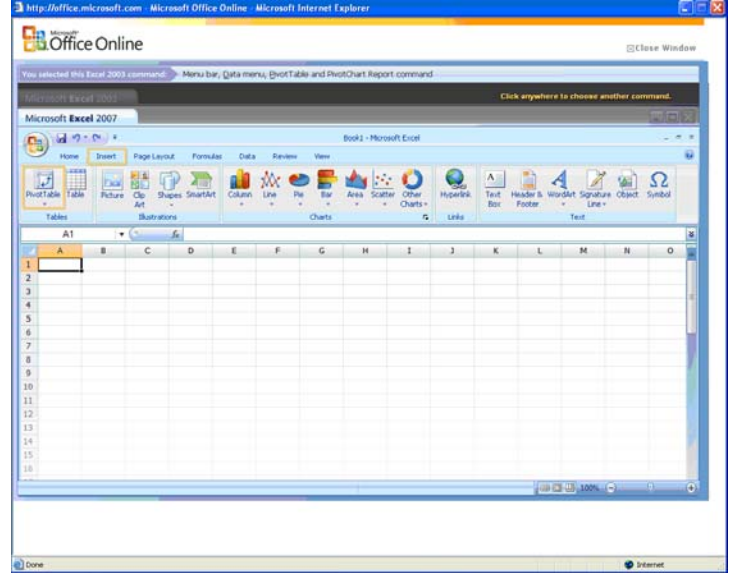 http://office.microsoft.com - Microsoft Office Online - Microsoft Internet Explorer
Microsoft®
Office Online
Close Window
You selected this Excel 2003 command: Menu bar, Data menu, PivotTable and PivotChart Report command
Microsoft Excel 2003
Click anywhere to choose another command.
Microsoft Excel 2007
Book1 - Microsoft Excel
Home Insert Page Layout Formulas Data Review View
PivotTable Table Picture Clip Art Shapes SmartArt Column Line Pie Bar Area Scatter Other Charts Hyperlink Text Box Header & Footer WordArt Signature Line Object Symbol
Tables Illustrations Charts Links Text
A1 fx
A B C D E F G H I J K L M N O
1
2
3
4
5
6
7
8
9
10
11
12
13
14
15
16
100%
Done Internet